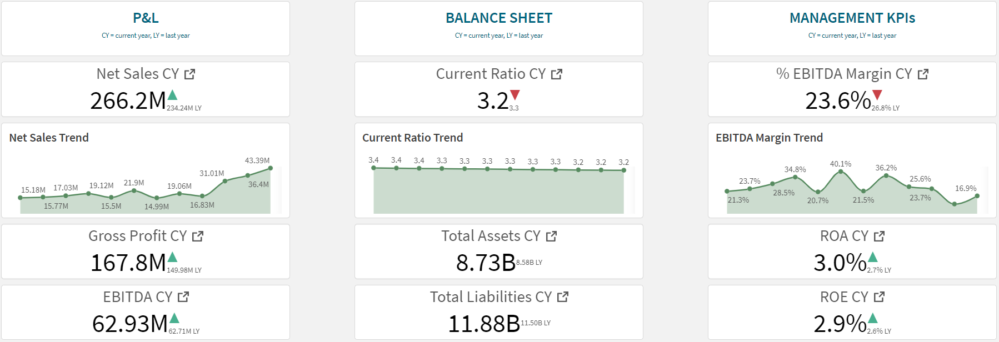 P&L
CY = current year, LY = last year
Net Sales CY
266.2M
234.24M LY
Net Sales Trend
15.18M
15.77M
17.03M
19.12M
15.5M
21.9M
14.99M
19.06M
16.83M
31.01M
36.4M
43.39M
Gross Profit CY
167.8M
149.98M LY
EBITDA CY
62.93M
62.71M LY
BALANCE SHEET
CY = current year, LY = last year
Current Ratio CY
3.2
3.3
Current Ratio Trend
3.4
3.4
3.4
3.3
3.3
3.3
3.3
3.3
3.3
3.2
3.2
3.2
Total Assets CY
8.73B
8.58B LY
Total Liabilities CY
11.88B
11.50B LY
MANAGEMENT KPIs
CY = current year, LY = last year
% EBITDA Margin CY
23.6%
26.8% LY
EBITDA Margin Trend
21.3%
23.7%
28.5%
34.8%
20.7%
40.1%
21.5%
36.2%
25.6%
23.7%
16.9%
ROA CY
3.0%
2.7% LY
ROE CY
2.9%
2.6% LY